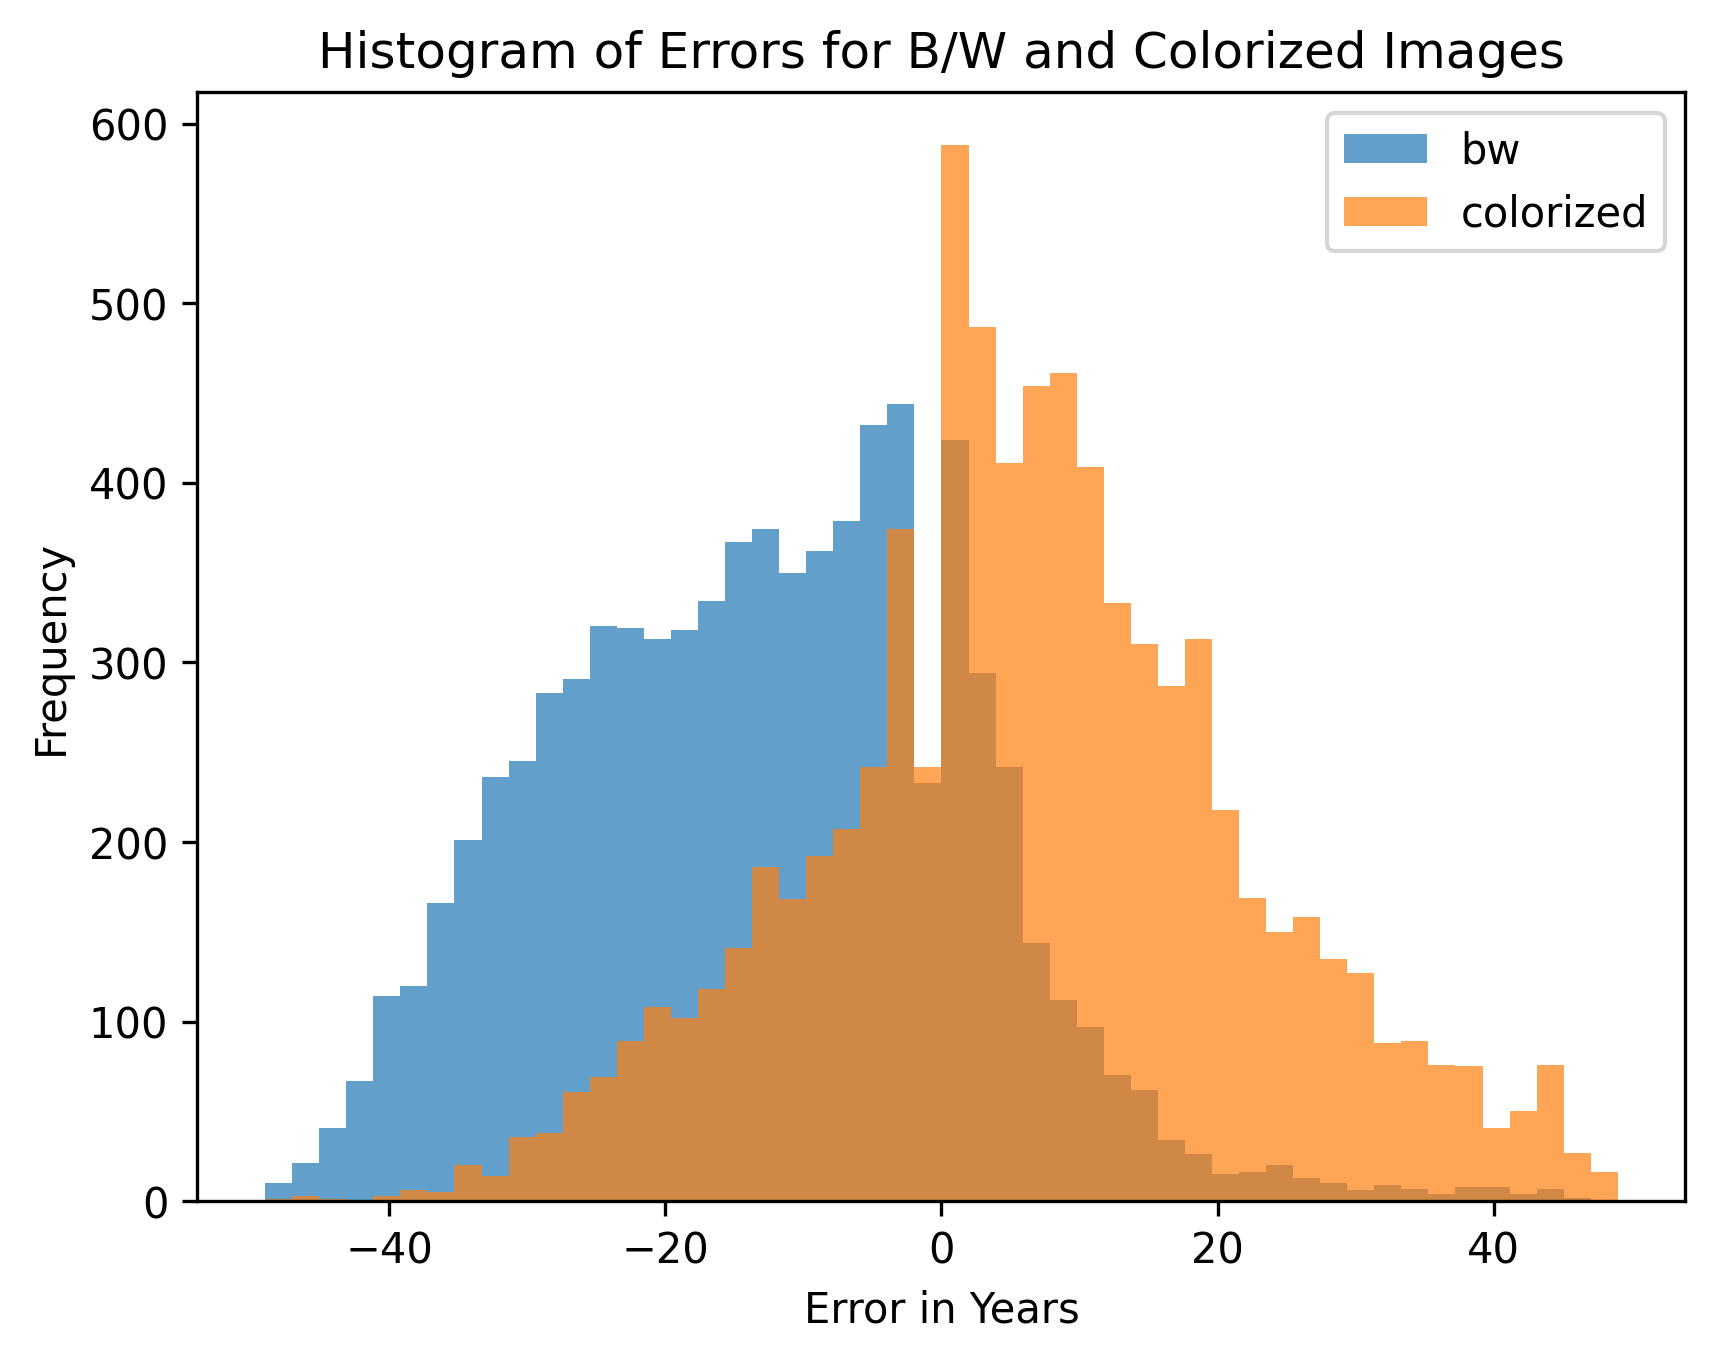 Histogram of Errors for B/W and Colorized Images
bw
colorized
600
500
400
300
200
100
0
Frequency
−40
−20
0
20
40
Error in Years